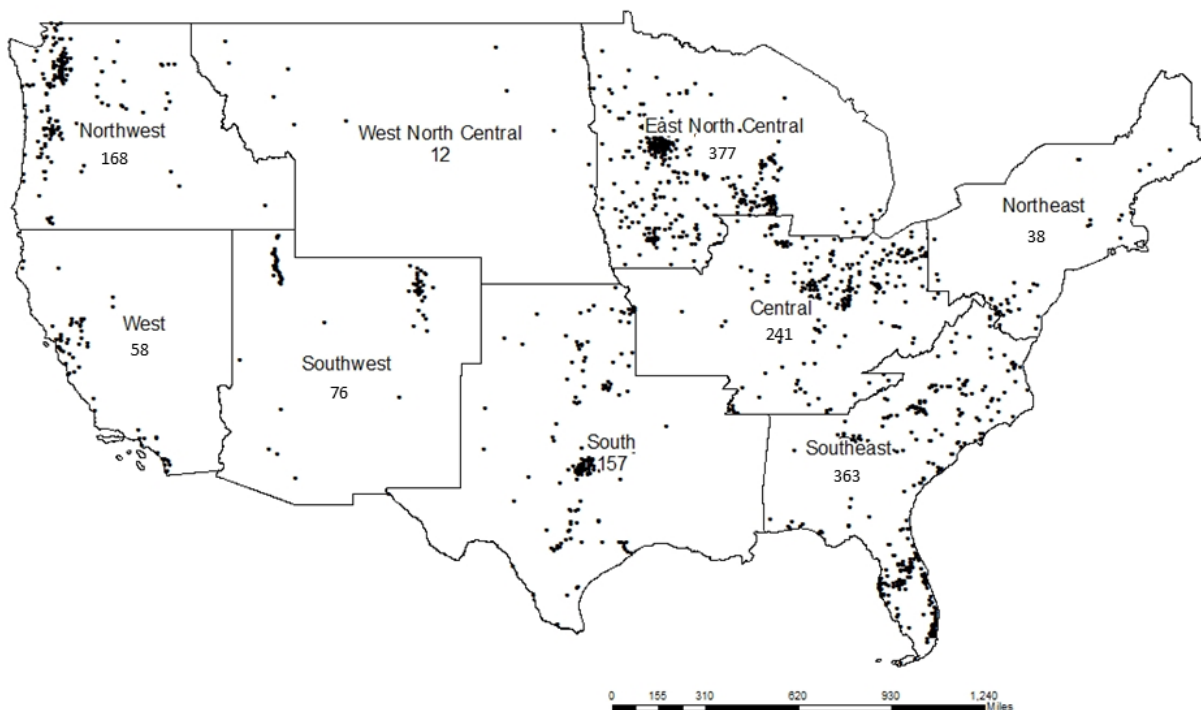 Northwest
168
West North Central
12
East North Central
377
Northeast
38
West
58
Southwest
76
Central
241
South
157
Southeast
363
0 155 310 620 930 1,240
Miles